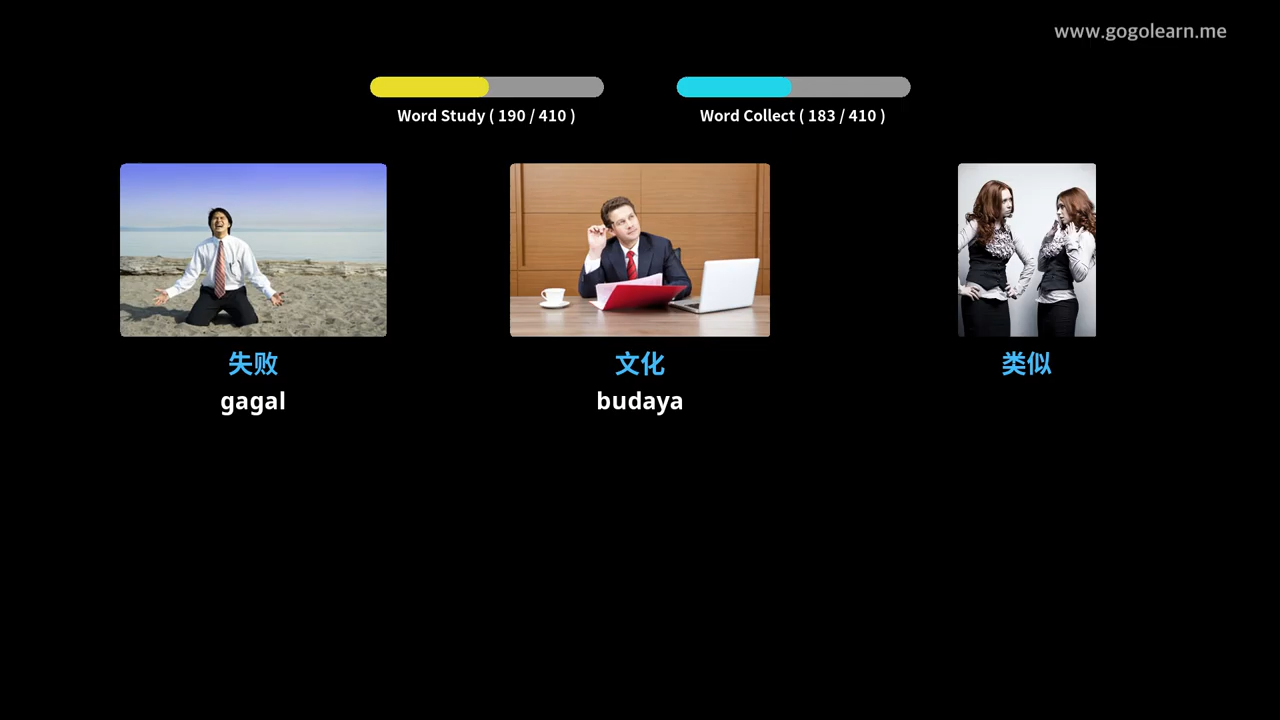 www.gogolearn.me
Word Study ( 190 / 410 )
Word Collect ( 183 / 410 )
失败
文化
类似
gagal
budaya